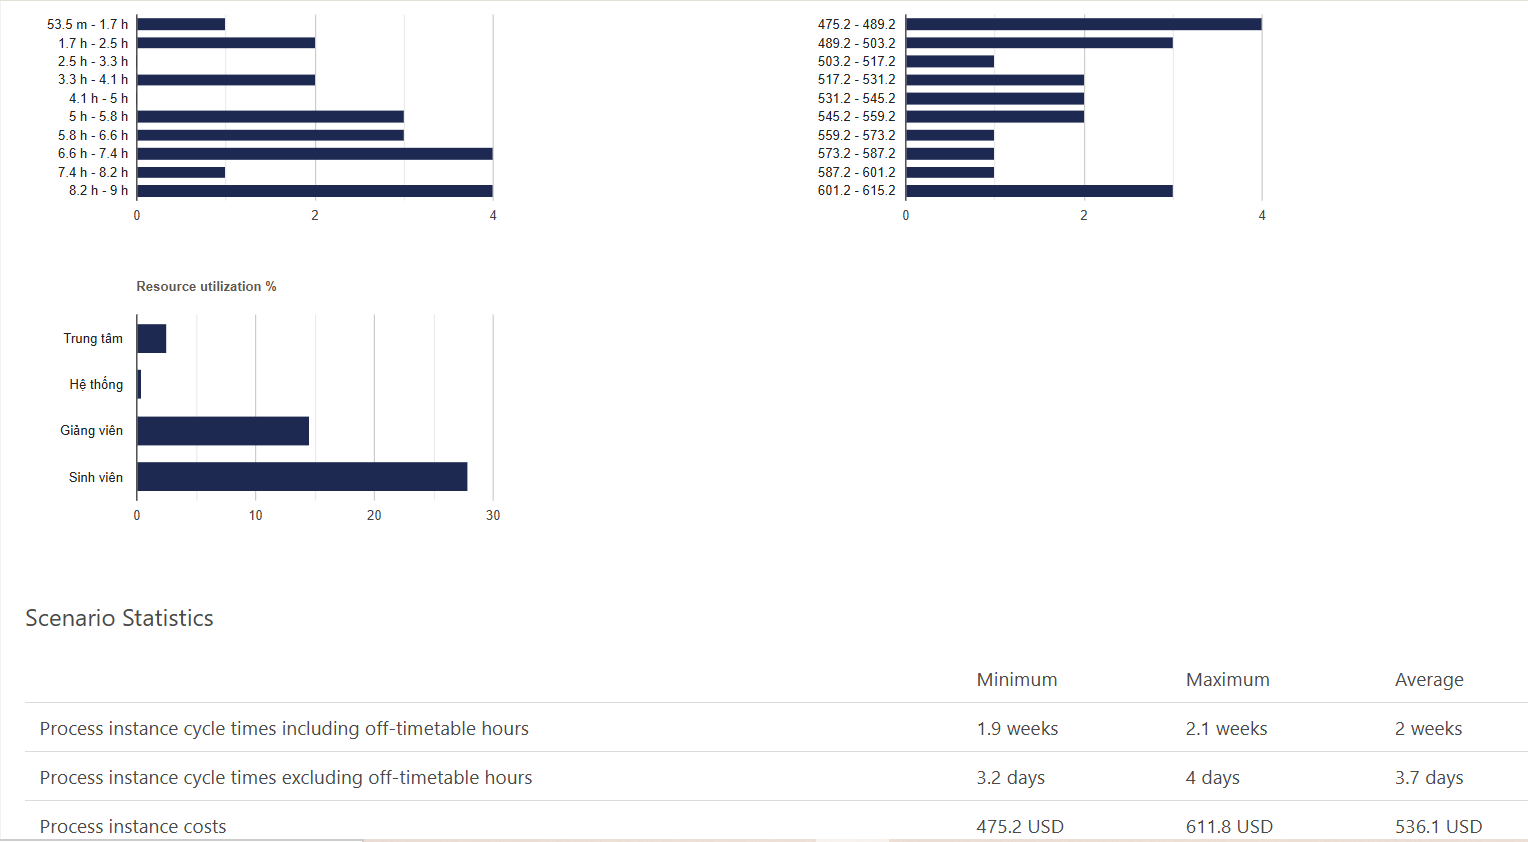 53.5 m - 1.7 h
1.7 h - 2.5 h
2.5 h - 3.3 h
3.3 h - 4.1 h
4.1 h - 5 h
5 h - 5.8 h
5.8 h - 6.6 h
6.6 h - 7.4 h
7.4 h - 8.2 h
8.2 h - 9 h
0 2 4
475.2 - 489.2
489.2 - 503.2
503.2 - 517.2
517.2 - 531.2
531.2 - 545.2
545.2 - 559.2
559.2 - 573.2
573.2 - 587.2
587.2 - 601.2
601.2 - 615.2
0 2 4
Resource utilization %
Trung tâm
Hệ thống
Giảng viên
Sinh viên
0 10 20 30
Scenario Statistics
Minimum Maximum Average
Process instance cycle times including off-timetable hours 1.9 weeks 2.1 weeks 2 weeks
Process instance cycle times excluding off-timetable hours 3.2 days 4 days 3.7 days
Process instance costs 475.2 USD 611.8 USD 536.1 USD